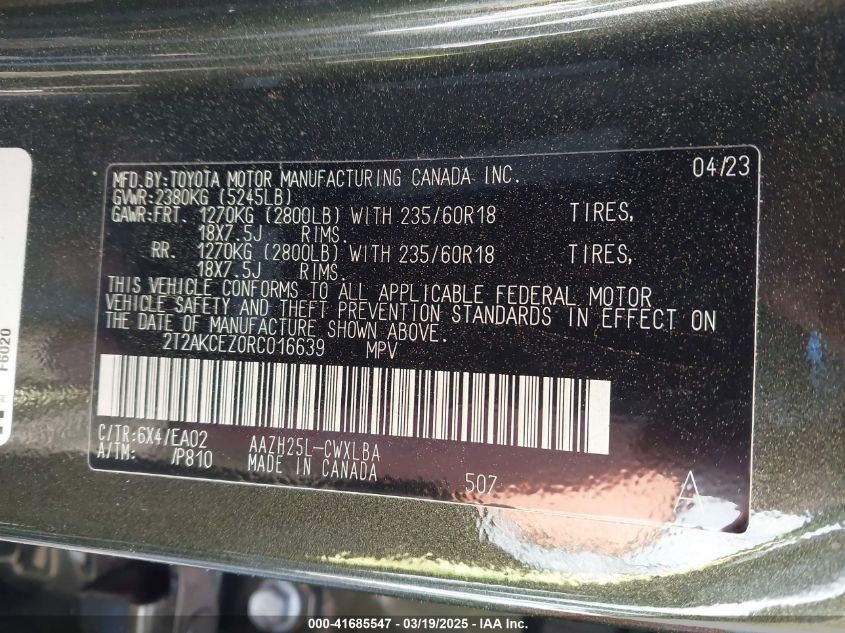 MFD.BY:TOYOTA MOTOR MANUFACTURING CANADA INC. 04/23
GVWR:2380KG (5245LB)
GAWR:FRT. 1270KG (2800LB) WITH 235/60R18 TIRES,
18X7.5J RIMS.
RR. 1270KG (2800LB) WITH 235/60R18 TIRES,
18X7.5J RIMS.
THIS VEHICLE CONFORMS TO ALL APPLICABLE FEDERAL MOTOR
VEHICLE SAFETY AND THEFT PREVENTION STANDARDS IN EFFECT ON
THE DATE OF MANUFACTURE SHOWN ABOVE.
2T2AKCEZ0RC016639 MPV
C/TR:6X4/EA02 AAZH25L-CWXLBA
A/TM: /P810 MADE IN CANADA 507 A
F6020
000-41685547 | 03/19/2025 | IAA Inc.